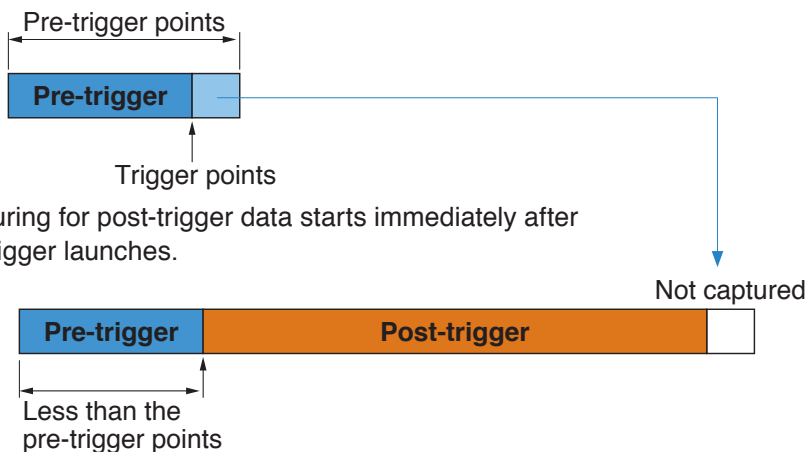 Pre-trigger points
Pre-trigger
Trigger points
uring for post-trigger data starts immediately after
igger launches.
Not captured
Pre-trigger Post-trigger
Less than the
pre-trigger points